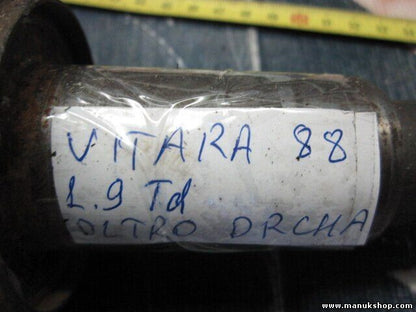 VITARA 88
1.9 Td
OLTRO DRCHA
www.manukshop.com